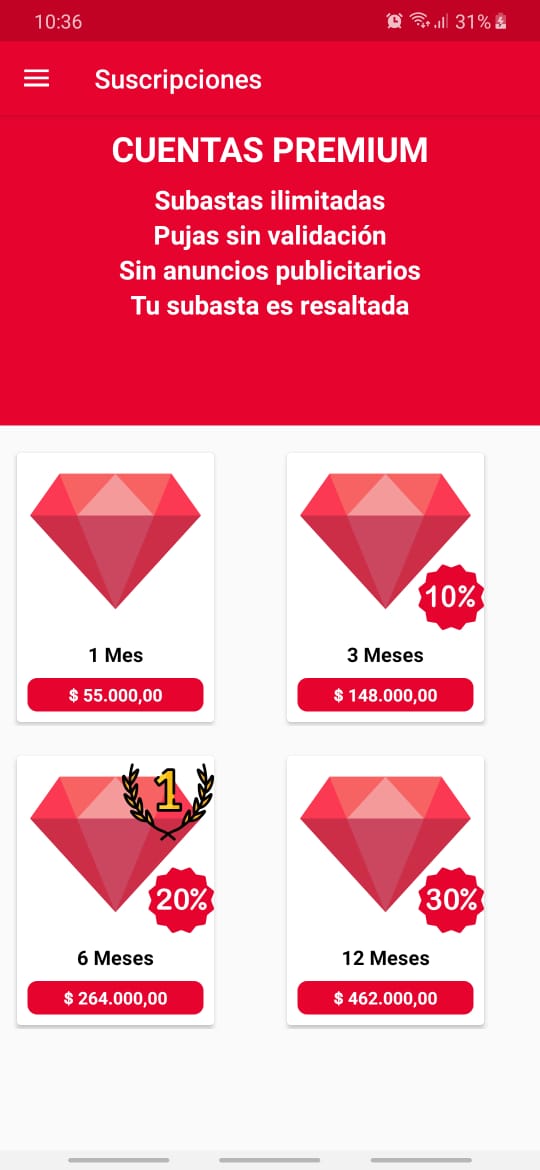 10:36
31%
Suscripciones
CUENTAS PREMIUM
Subastas ilimitadas
Pujas sin validación
Sin anuncios publicitarios
Tu subasta es resaltada
1 Mes
$ 55.000,00
10%
3 Meses
$ 148.000,00
1
20%
6 Meses
$ 264.000,00
30%
12 Meses
$ 462.000,00